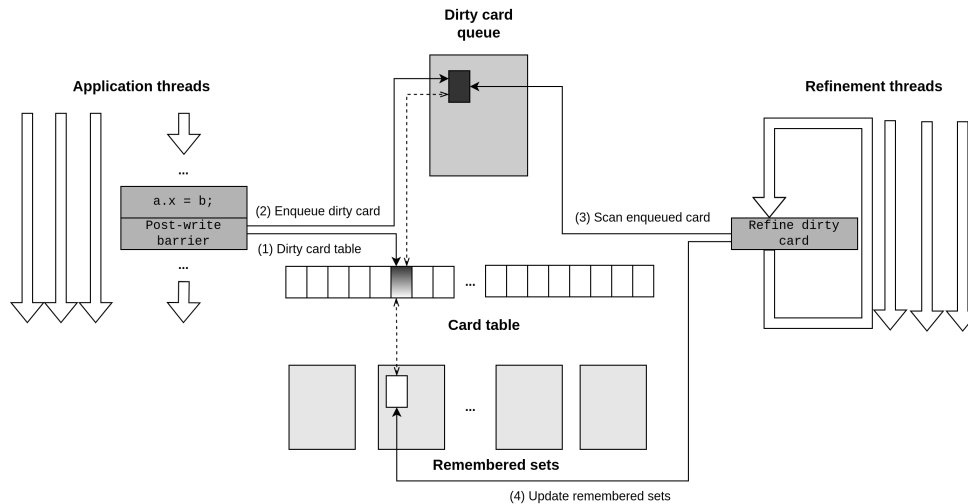 Dirty card
queue
Application threads
Refinement threads
...
a.x = b;
Post-write
barrier
...
(2) Enqueue dirty card
(1) Dirty card table
(3) Scan enqueued card
Refine dirty
card
...
Card table
...
Remembered sets
(4) Update remembered sets